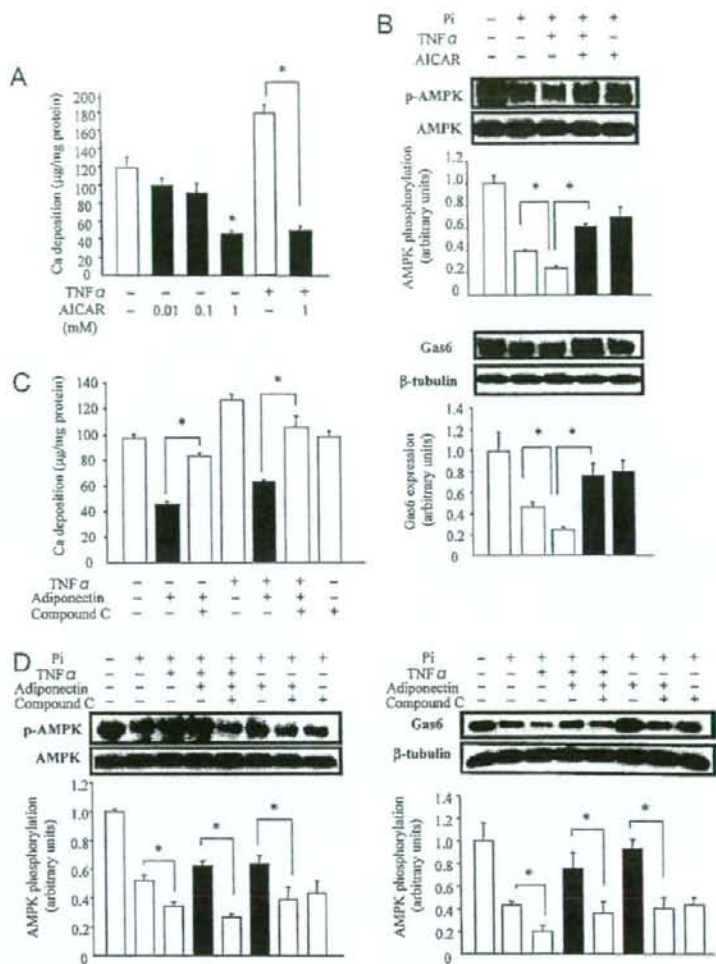 A
Ca deposition (µg/mg protein)
180
160
140
120
100
80
60
40
20
0
*
*
TNFα − − − − + +
AICAR − 0.01 0.1 1 − 1
(mM)
B
Pi − + + + +
TNFα − − + + −
AICAR − − − + +
p-AMPK
AMPK
AMPK phosphorylation
(arbitrary units)
1.2
1.0
0.8
0.6
0.4
0
* *
Gas6
β-tubulin
Gas6 expression
(arbitrary units)
1.4
1.2
1.0
0.8
0.6
0.4
0.2
0
* *
C
Ca deposition (µg/mg protein)
140
120
100
80
60
40
20
0
* *
TNFα − − − + + + −
Adiponectin − + + − + + −
Compound C − − + − − + +
D
Pi − + + + + + + +
TNFα − − + + + − − −
Adiponectin − − − + + + + −
Compound C − − − − + − + +
p-AMPK
AMPK
AMPK phosphorylation
(arbitrary units)
1.2
1.0
0.8
0.6
0.4
0.2
0
* * *
Pi − + + + + + + +
TNFα − − + + + − − −
Adiponectin − − − + + + + −
Compound C − − − − + − + +
Gas6
β-tubulin
AMPK phosphorylation
(arbitrary units)
1.4
1.2
1.0
0.8
0.6
0.4
0.2
0
* * *